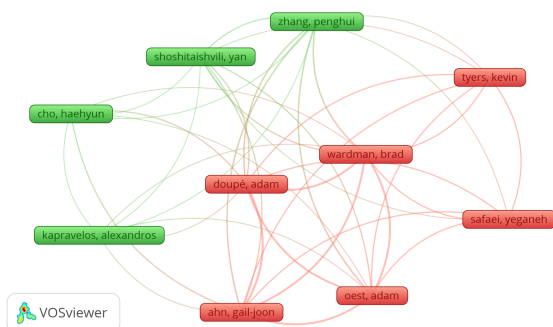 zhang, penghui
shoshitaishvili, yan
tyers, kevin
cho, haehyun
wardman, brad
doupé, adam
safaei, yeganeh
kapravelos, alexandros
oest, adam
ahn, gail-joon
VOSviewer